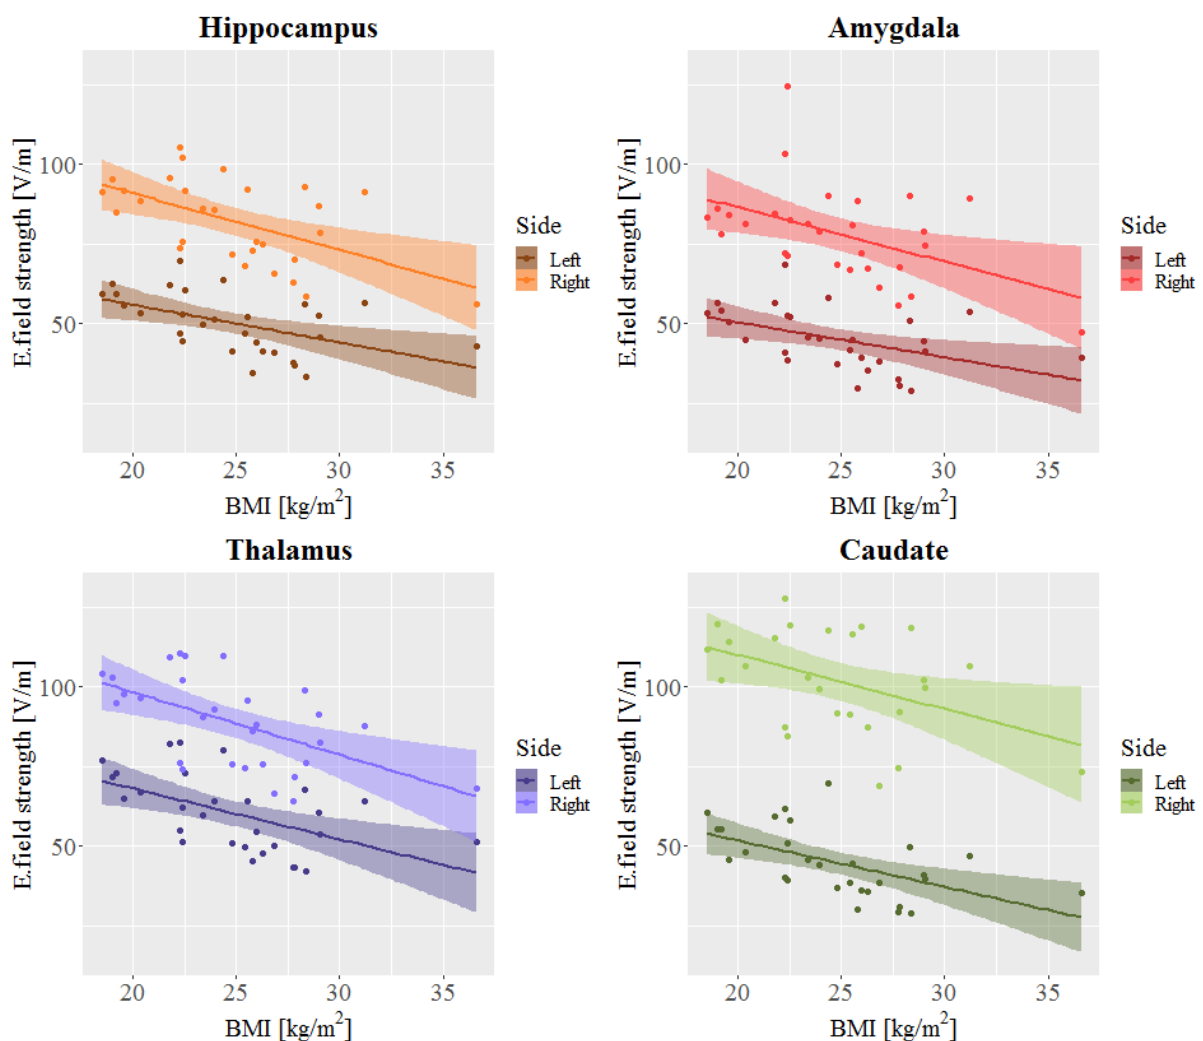 Hippocampus
E.field strength [V/m]
100
50
20 25 30 35
BMI [kg/m²]
Side
Left
Right
Amygdala
E.field strength [V/m]
100
50
20 25 30 35
BMI [kg/m²]
Side
Left
Right
Thalamus
E.field strength [V/m]
100
50
20 25 30 35
BMI [kg/m²]
Side
Left
Right
Caudate
E.field strength [V/m]
100
50
20 25 30 35
BMI [kg/m²]
Side
Left
Right